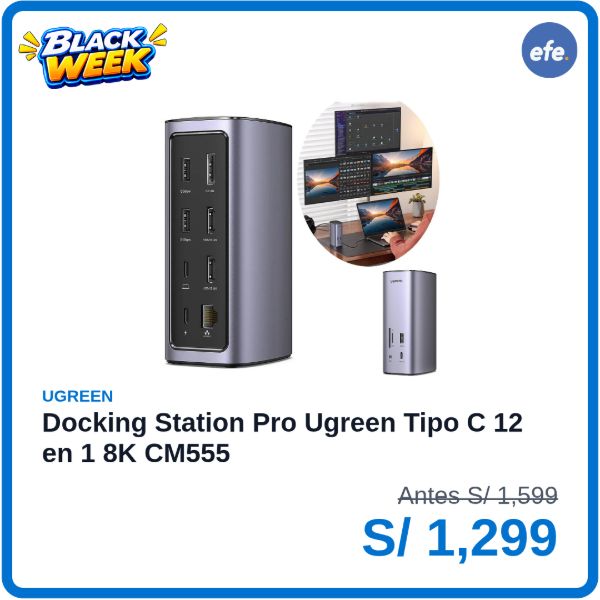 BLACK
WEEK
efe.
UGREEN
UGREEN
Docking Station Pro Ugreen Tipo C 12
en 1 8K CM555
Antes S/ 1,599
S/ 1,299